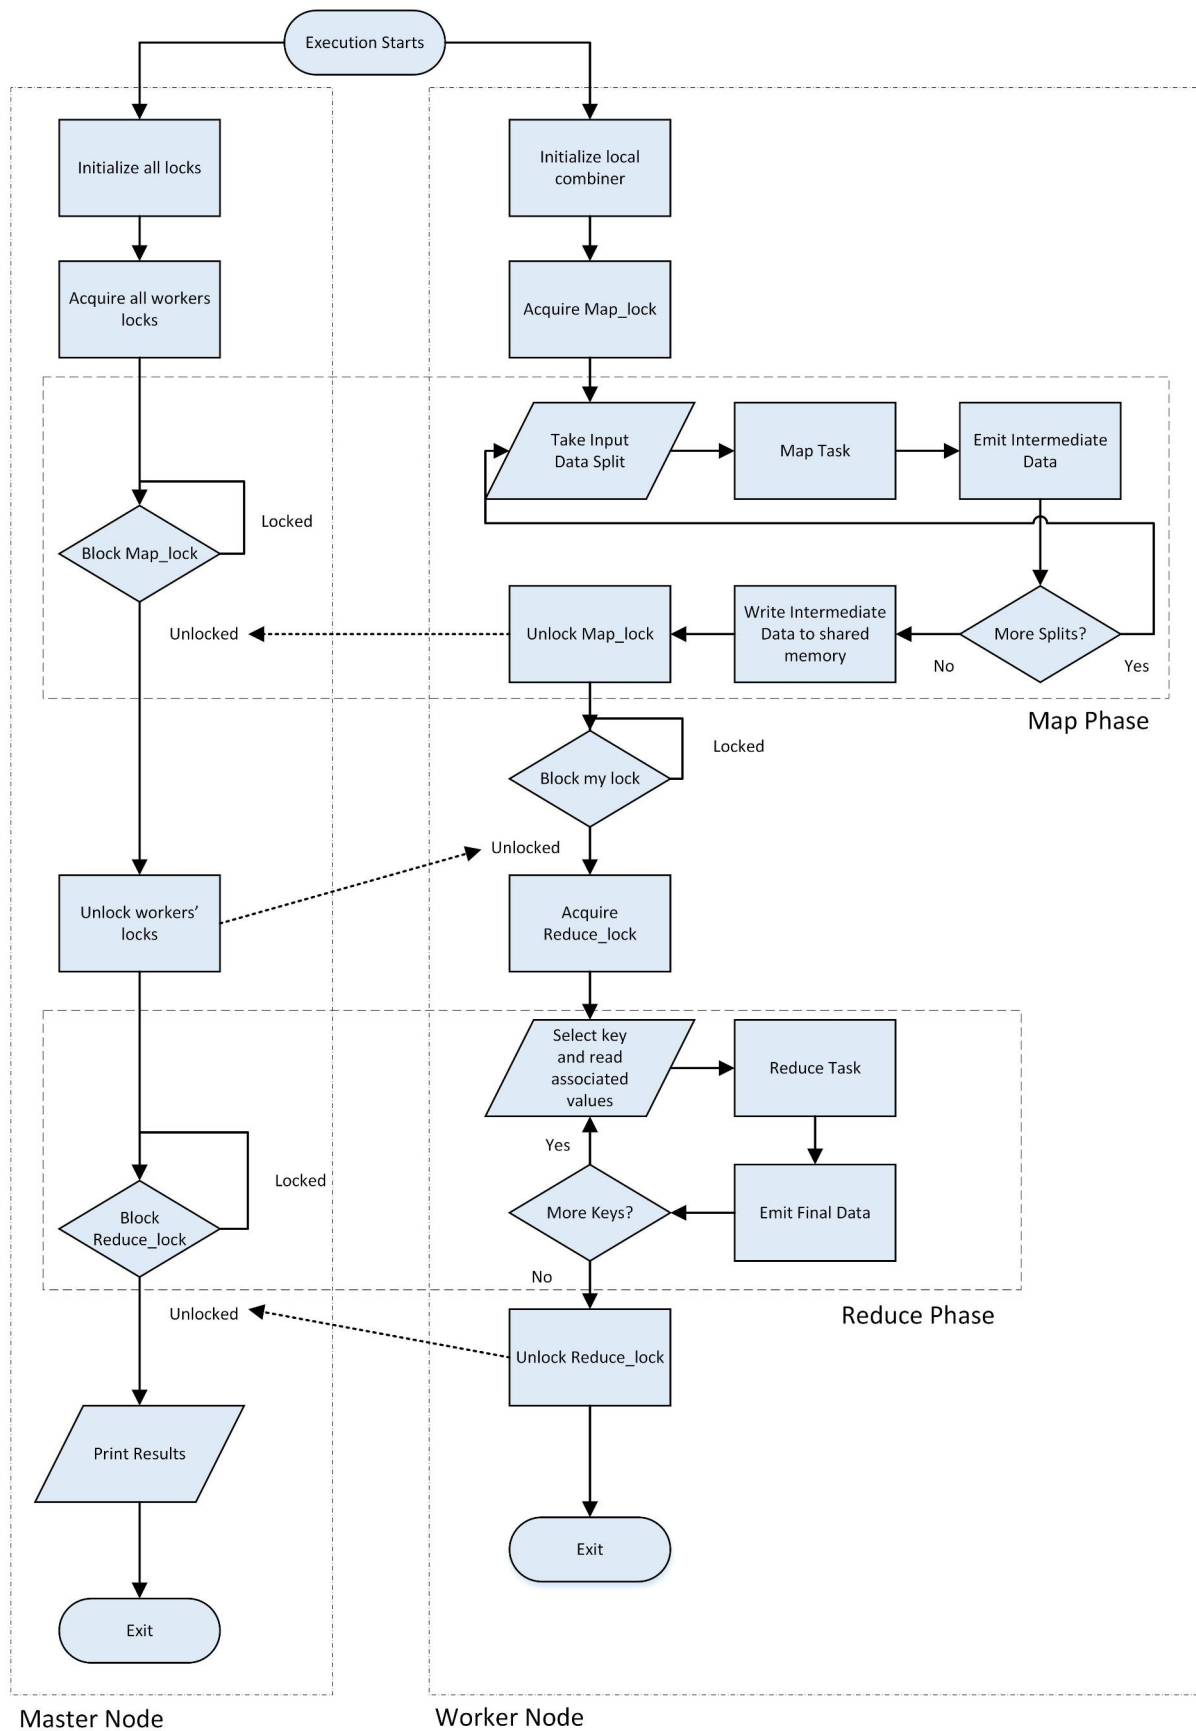 Execution Starts
Initialize all locks
Initialize local
combiner
Acquire all workers
locks
Acquire Map_lock
Take Input
Data Split
Map Task
Emit Intermediate
Data
Locked
Block Map_lock
Unlocked
Unlock Map_lock
Write Intermediate
Data to shared
memory
More Splits?
No
Yes
Map Phase
Locked
Block my lock
Unlocked
Unlock workers’
locks
Acquire
Reduce_lock
Select key
and read
associated
values
Reduce Task
Yes
Locked
Block
Reduce_lock
More Keys?
Emit Final Data
No
Unlocked
Reduce Phase
Unlock Reduce_lock
Print Results
Exit
Exit
Master Node
Worker Node